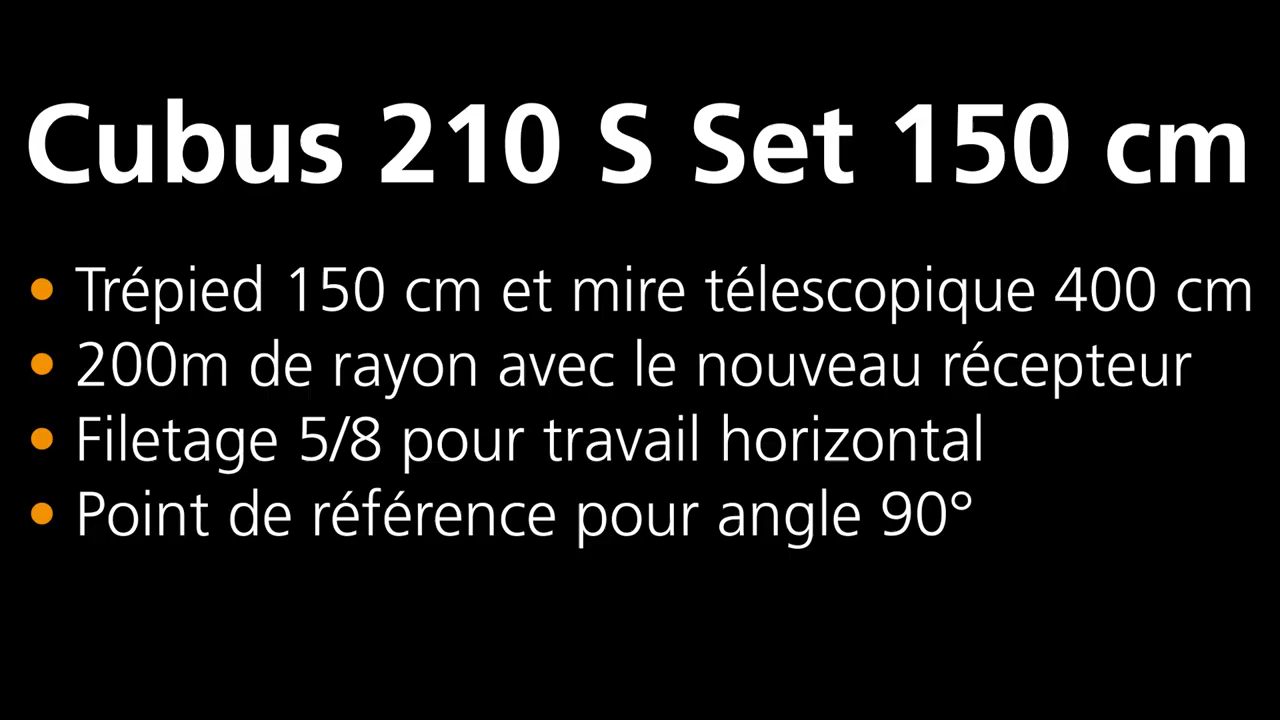 Cubus 210 S Set 150 cm
• Trépied 150 cm et mire télescopique 400 cm
• 200m de rayon avec le nouveau récepteur
• Filetage 5/8 pour travail horizontal
• Point de référence pour angle 90°